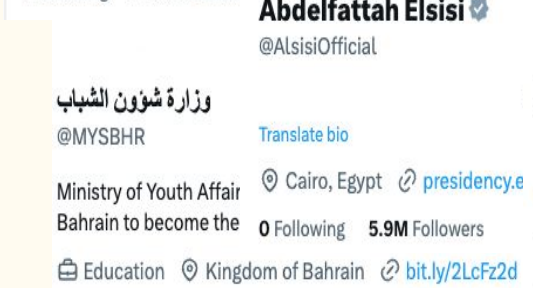 Abdelfattah Elsisi
@AlsisiOfficial
وزارة شؤون الشباب
@MYSBHR
Translate bio
Cairo, Egypt presidency.e
Ministry of Youth Affair
Bahrain to become the
0 Following 5.9M Followers
Education Kingdom of Bahrain bit.ly/2LcFz2d